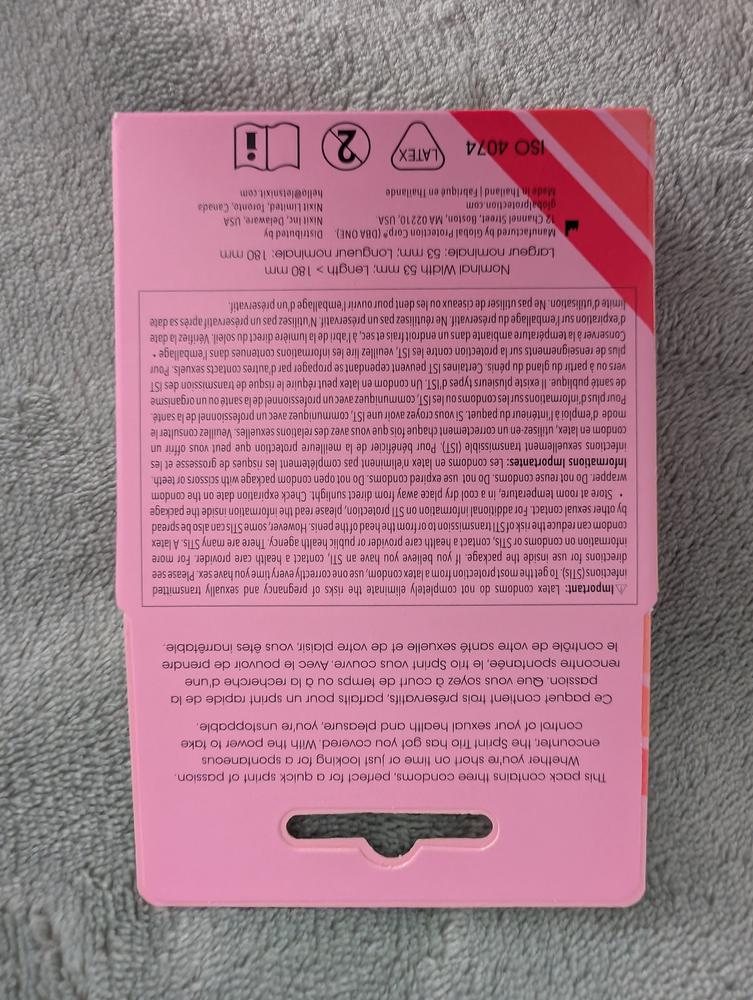 This pack contains three condoms, perfect for a quick sprint of passion.
Whether you're short on time or just looking for a spontaneous
encounter, the Sprint Trio has got you covered. With the power to take
control of your sexual health and pleasure, you're unstoppable.
Ce paquet contient trois préservatifs, parfaits pour un sprint rapide de la
passion. Que vous soyez à court de temps ou à la recherche d'une
rencontre spontanée, le trio Sprint vous couvre. Avec le pouvoir de prendre
le contrôle de votre santé sexuelle et de votre plaisir, vous êtes inarrêtable.
⚠Important: Latex condoms do not completely eliminate the risks of pregnancy and sexually transmitted
infections (STIs). To get the most protection from a latex condom, use one correctly every time you have sex. Please see
directions for use inside the package. If you believe you have an STI, contact a health care provider. For more
information on condoms or STIs, contact a health care provider or public health agency. There are many STIs. A latex
condom can reduce the risk of STI transmission to or from the head of the penis. However, some STIs can also be spread
by other sexual contact. For additional information on STI protection, please read the information inside the package
• Store at room temperature, in a cool dry place away from direct sunlight. Check expiration date on the condom
wrapper. Do not reuse condoms. Do not use expired condoms. Do not open condom package with scissors or teeth.
Informations Importantes: Les condoms en latex n'éliminent pas complètement les risques de grossesse et les
infections sexuellement transmissible (IST). Pour bénéficier de la meilleure protection que peut vous offrir un
condom en latex, utilisez-en un correctement chaque fois que vous avez des relations sexuelles. Veuillez consulter le
mode d'emploi à l'intérieur du paquet. Si vous croyez avoir une IST, communiquez avec un professionnel de la santé.
Pour plus d'information sur les condoms ou les IST, communiquez avec un professionnel de la santé ou un organisme
de santé publique. Il existe plusieurs types d'IST. Un condom en latex peut réquire le risque de transmission des IST
vers ou à partir du gland du pénis. Certaines IST peuvent cependant se propager par d'autres contacts sexuels. Pour
plus de renseignements sur la protection contre les IST, veuillez lire les informations contenues dans l'emballage •
Conserver à la température ambiante dans un endroit frais et sec, à l'abri de la lumière direct du soleil. Vérifiez la date
d'expiration sur l'emballage du préservatif. Ne réutilisez pas un préservatif. N'utilizez pas un préservatif après sa date
limite d'utilisation. Ne pas utiliser de ciseaux ou les dent pour ouvrir l'emballage d'un préservatif.
Nominal Width 53 mm; Length > 180 mm
Largeur nominale: 53 mm; Longueur nominale: 180 mm
Manufactured by Global Protection Corp® (DBA ONE).
12 Channel Street, Boston, MA 02210, USA.
globalprotection.com
Made in Thailand | Fabriqué en Thaïlande
Distributed by
Nixit Inc, Delaware, USA,
Nixit Limited, Toronto, Canada
hello@letsnixit.com
ISO 4074
LATEX
2